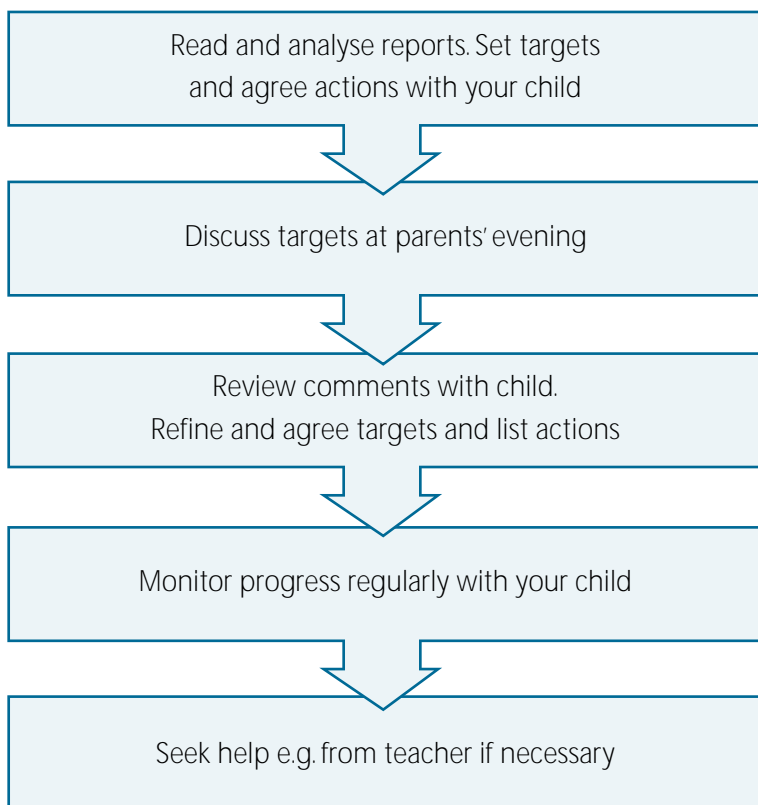 Read and analyse reports. Set targets
and agree actions with your child
Discuss targets at parents' evening
Review comments with child.
Refine and agree targets and list actions
Monitor progress regularly with your child
Seek help e.g. from teacher if necessary